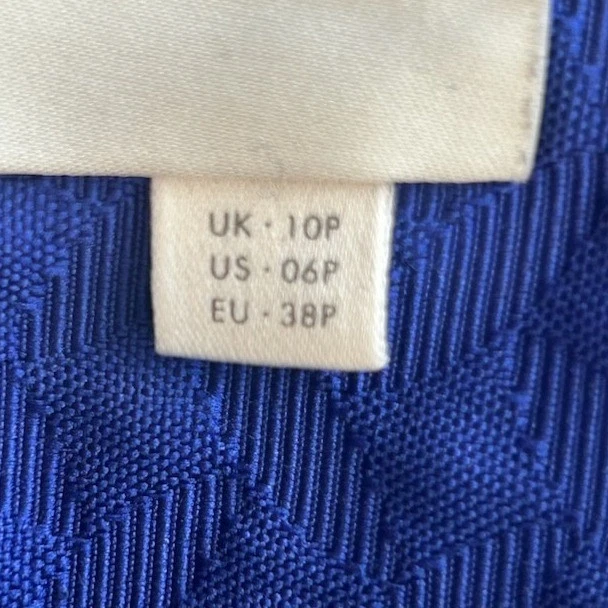 UK · 10P
US · 06P
EU · 38P